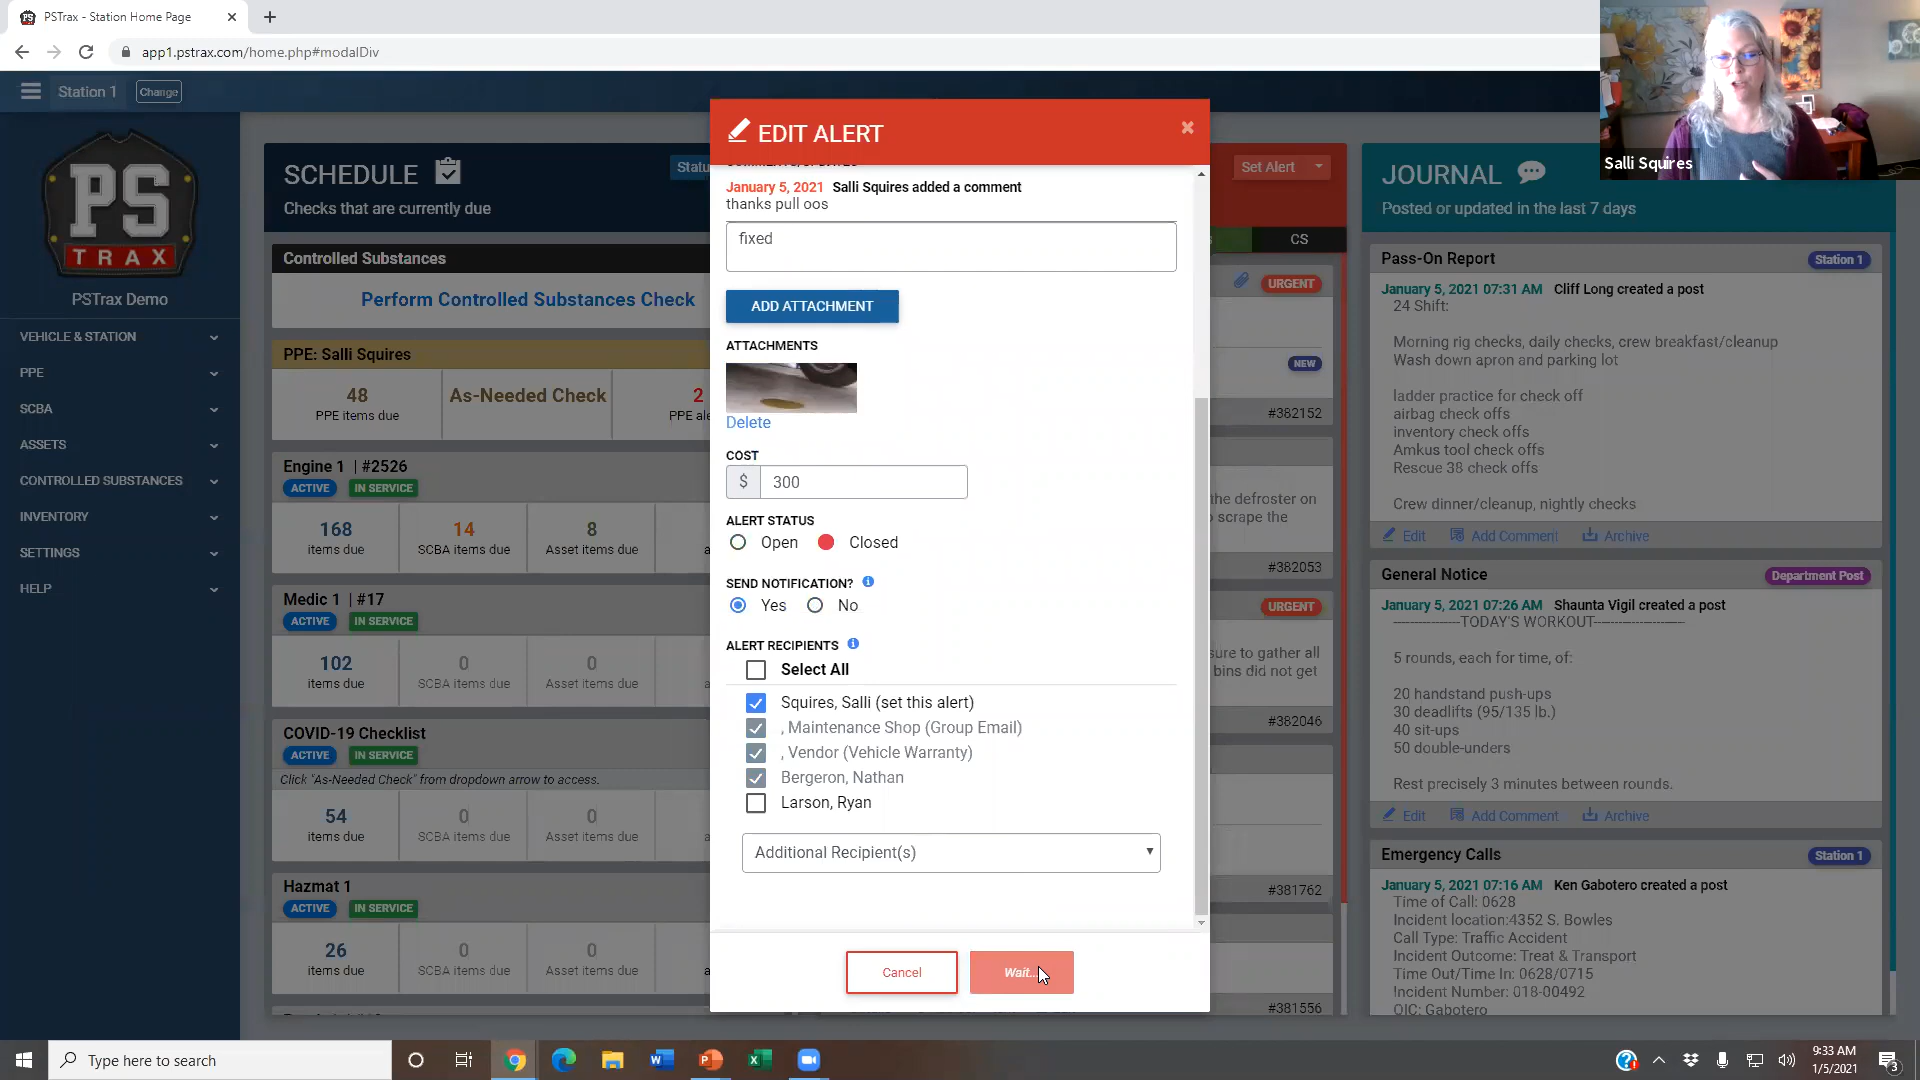 PSTrax - Station Home Page
app1.pstrax.com/home.php#modalDiv
Station 1
Change
PS
TRAX
PSTrax Demo
VEHICLE & STATION
PPE
SCBA
ASSETS
CONTROLLED SUBSTANCES
INVENTORY
SETTINGS
HELP
SCHEDULE
Checks that are currently due
Statu
Controlled Substances
Perform Controlled Substances Check
PPE: Salli Squires
48
PPE items due
As-Needed Check
2
PPE ale
Engine 1 | #2526
ACTIVE
IN SERVICE
168
items due
14
SCBA items due
8
Asset items due
a
Medic 1 | #17
ACTIVE
IN SERVICE
102
items due
0
SCBA items due
0
Asset items due
a
COVID-19 Checklist
ACTIVE
IN SERVICE
Click "As-Needed Check" from dropdown arrow to access.
54
items due
0
SCBA items due
0
Asset items due
a
Hazmat 1
ACTIVE
IN SERVICE
26
items due
0
SCBA items due
0
Asset items due
a
EDIT ALERT
×
January 5, 2021 Salli Squires added a comment
thanks pull oos
fixed
ADD ATTACHMENT
ATTACHMENTS
Delete
COST
$ 300
ALERT STATUS
Open Closed
SEND NOTIFICATION?
Yes No
ALERT RECIPIENTS
Select All
Squires, Salli (set this alert)
, Maintenance Shop (Group Email)
, Vendor (Vehicle Warranty)
Bergeron, Nathan
Larson, Ryan
Additional Recipient(s)
Cancel
Wait...
Set Alert
CS
URGENT
NEW
#382152
the defroster on
scrape the
#382053
URGENT
sure to gather all
bins did not get
#382046
#381762
#381556
JOURNAL
Posted or updated in the last 7 days
Pass-On Report
Station 1
January 5, 2021 07:31 AM Cliff Long created a post
24 Shift:
Morning rig checks, daily checks, crew breakfast/cleanup
Wash down apron and parking lot
ladder practice for check off
airbag check offs
inventory check offs
Amkus tool check offs
Rescue 38 check offs
Crew dinner/cleanup, nightly checks
Edit Add Comment Archive
General Notice
Department Post
January 5, 2021 07:26 AM Shaunta Vigil created a post
-----------------TODAY'S WORKOUT-----------------------
5 rounds, each for time, of:
20 handstand push-ups
30 deadlifts (95/135 lb.)
40 sit-ups
50 double-unders
Rest precisely 3 minutes between rounds.
Edit Add Comment Archive
Emergency Calls
Station 1
January 5, 2021 07:16 AM Ken Gabotero created a post
Time of Call: 0628
Incident location:4352 S. Bowles
Call Type: Traffic Accident
Incident Outcome: Treat & Transport
Time Out/Time In: 0628/0715
Incident Number: 018-00492
OIC: Gabotero
Salli Squires
Type here to search
9:33 AM
1/5/2021
3